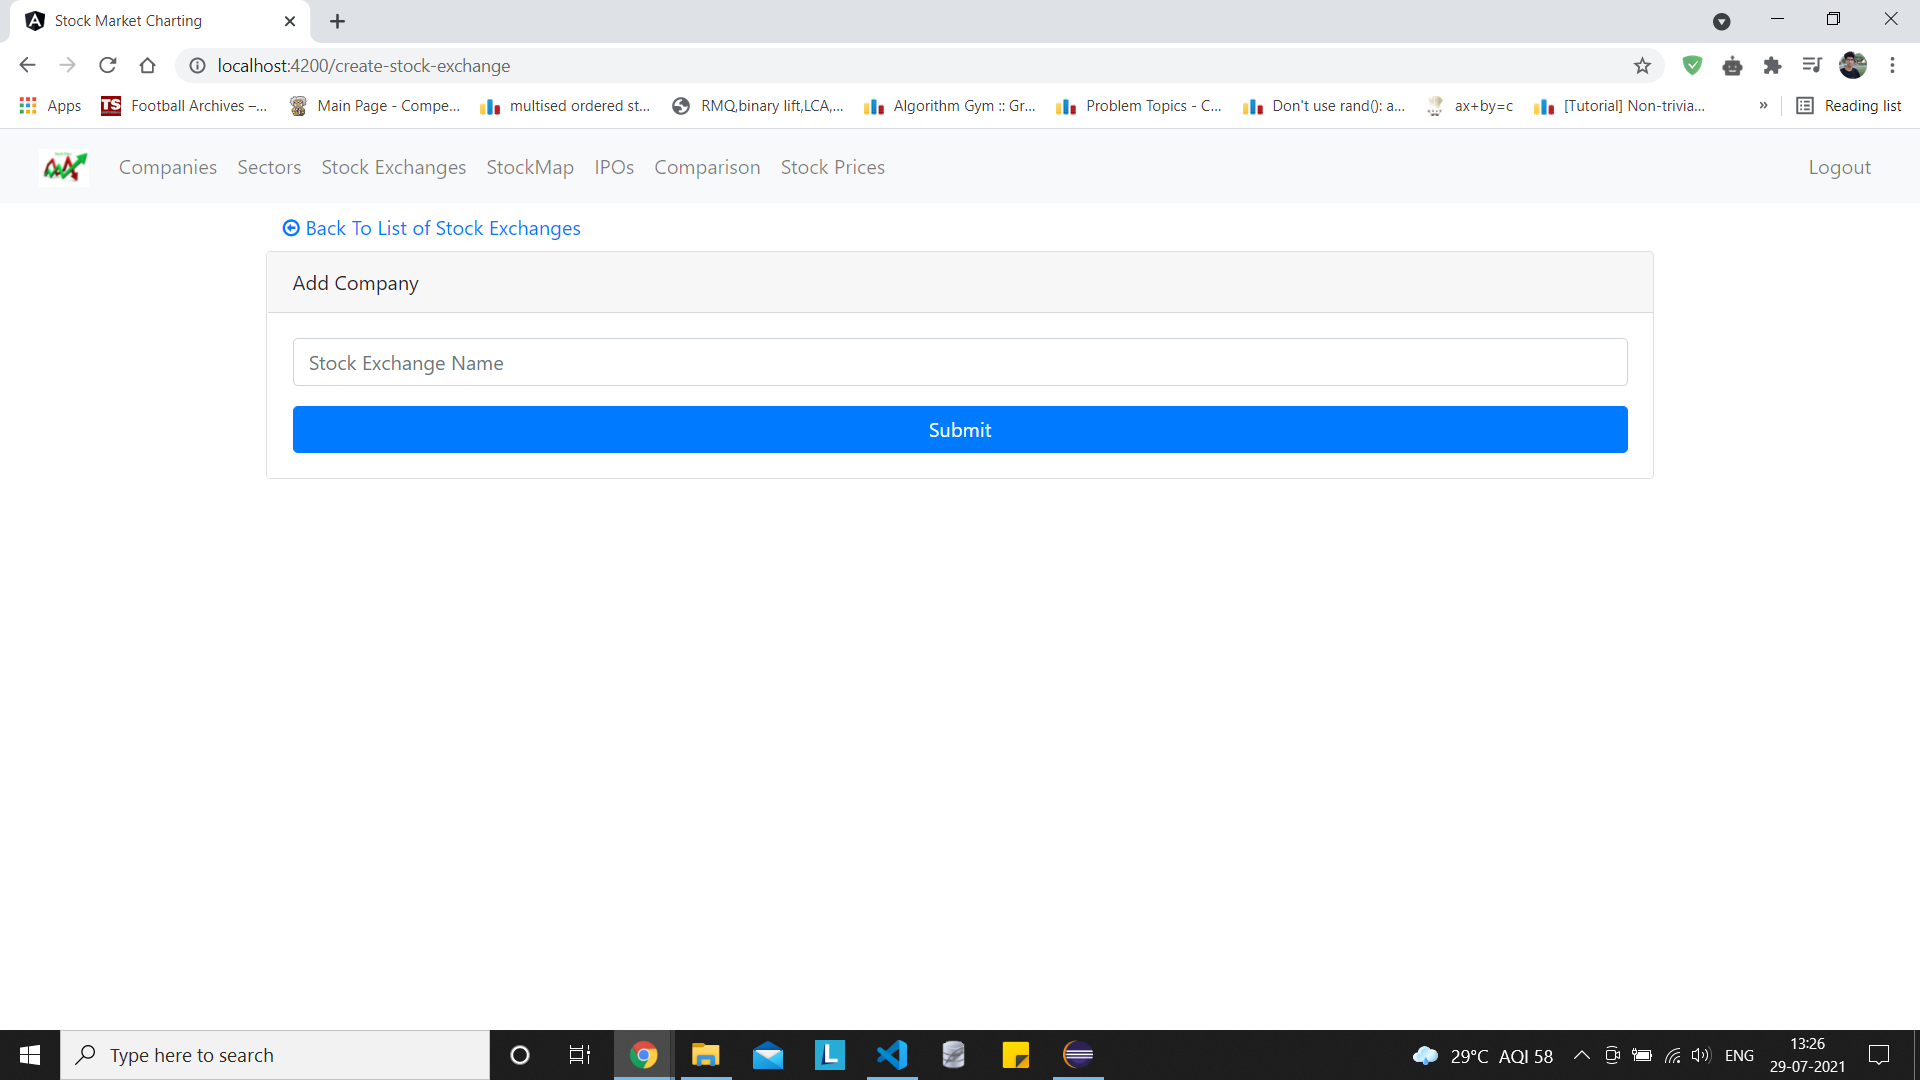 Stock Market Charting
localhost:4200/create-stock-exchange
Apps
Football Archives –...
Main Page - Compe...
multised ordered st...
RMQ,binary lift,LCA,...
Algorithm Gym :: Gr...
Problem Topics - C...
Don't use rand(): a...
ax+by=c
[Tutorial] Non-trivia...
»
Reading list
Companies
Sectors
Stock Exchanges
StockMap
IPOs
Comparison
Stock Prices
Logout
Back To List of Stock Exchanges
Add Company
Stock Exchange Name
Submit
Type here to search
29°C AQI 58
ENG
13:26
29-07-2021